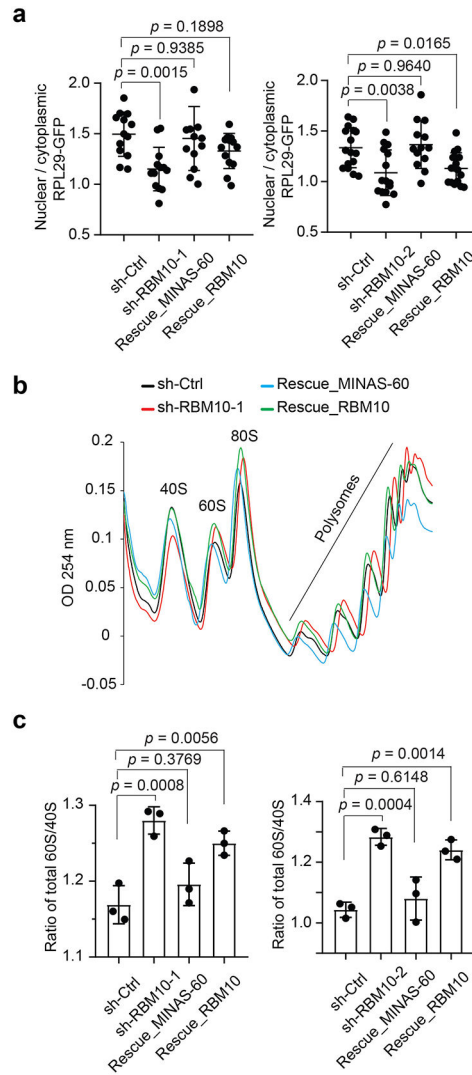 a
p = 0.1898
p = 0.9385
p = 0.0015
2.0
1.5
1.0
0.5
Nuclear / cytoplasmic
RPL29-GFP
sh-Ctrl
sh-RBM10-1
Rescue_MINAS-60
Rescue_RBM10
p = 0.0165
p = 0.9640
p = 0.0038
2.0
1.5
1.0
0.5
Nuclear / cytoplasmic
RPL29-GFP
sh-Ctrl
sh-RBM10-2
Rescue_MINAS-60
Rescue_RBM10
b
sh-Ctrl
Rescue_MINAS-60
sh-RBM10-1
Rescue_RBM10
0.2
0.15
0.1
0.05
0
-0.05
OD 254 nm
40S
60S
80S
Polysomes
c
p = 0.0056
p = 0.3769
p = 0.0008
1.3
1.2
1.1
Ratio of total 60S/40S
sh-Ctrl
sh-RBM10-1
Rescue_MINAS-60
Rescue_RBM10
p = 0.0014
p = 0.6148
p = 0.0004
1.4
1.2
1.0
Ratio of total 60S/40S
sh-Ctrl
sh-RBM10-2
Rescue_MINAS-60
Rescue_RBM10